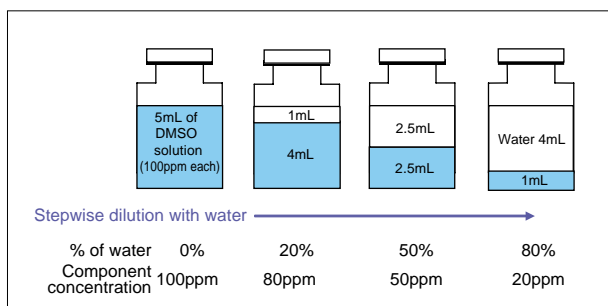 5mL of
DMSO
solution
(100ppm each)
1mL
4mL
2.5mL
2.5mL
Water 4mL
1mL
Stepwise dilution with water
% of water 0% 20% 50% 80%
Component
concentration 100ppm 80ppm 50ppm 20ppm